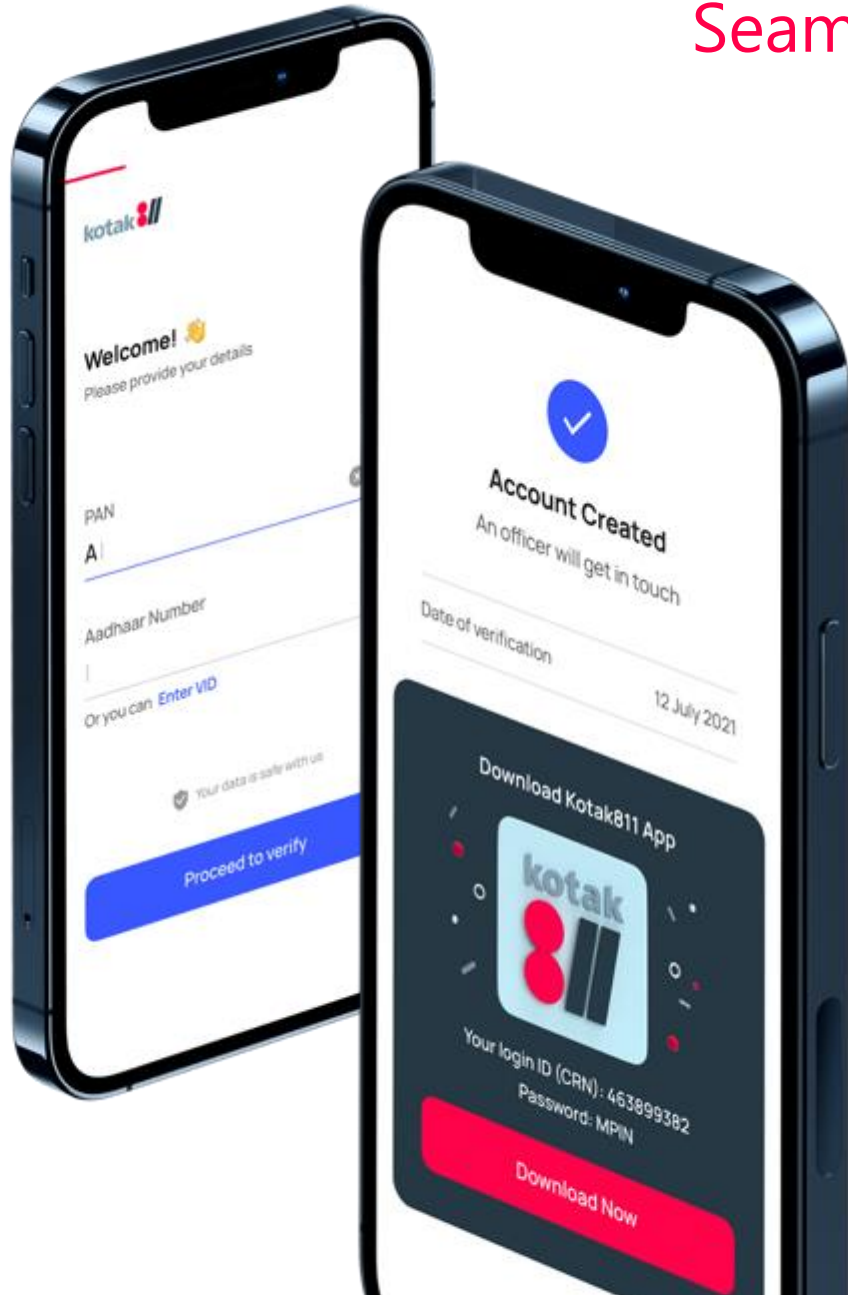 Seam
kotak 811
Welcome! 👋
Please provide your details
PAN
A
Aadhaar Number
Or you can Enter VID
Your data is safe with us
Proceed to verify
Account Created
An officer will get in touch
Date of verification
12 July 2021
Download Kotak811 App
kotak
811
Your login ID (CRN): 463899382
Password: MPIN
Download Now